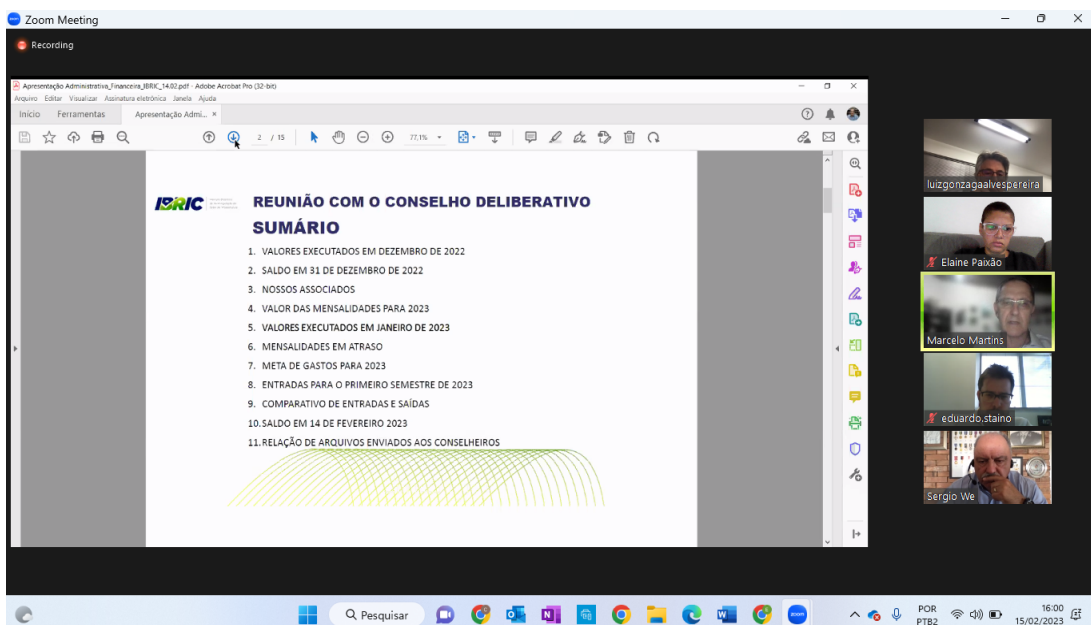 Zoom Meeting
Recording
Apresentação Administrativa_Financeira_IBRIC_14.02.pdf - Adobe Acrobat Pro (32-bit)
Arquivo Editar Visualizar Assinatura eletrônica Janela Ajuda
Início Ferramentas Apresentação Admi... ×
2 / 15 77,1%
IBRIC REUNIÃO COM O CONSELHO DELIBERATIVO
SUMÁRIO
1. VALORES EXECUTADOS EM DEZEMBRO DE 2022
2. SALDO EM 31 DE DEZEMBRO DE 2022
3. NOSSOS ASSOCIADOS
4. VALOR DAS MENSALIDADES PARA 2023
5. VALORES EXECUTADOS EM JANEIRO DE 2023
6. MENSALIDADES EM ATRASO
7. META DE GASTOS PARA 2023
8. ENTRADAS PARA O PRIMEIRO SEMESTRE DE 2023
9. COMPARATIVO DE ENTRADAS E SAÍDAS
10.SALDO EM 14 DE FEVEREIRO 2023
11.RELAÇÃO DE ARQUIVOS ENVIADOS AOS CONSELHEIROS
luizgonzagaalvespereira
Elaine Paixão
Marcelo Martins
eduardo.staino
Sergio We
Pesquisar
zoom
POR
PTB2
16:00
15/02/2023